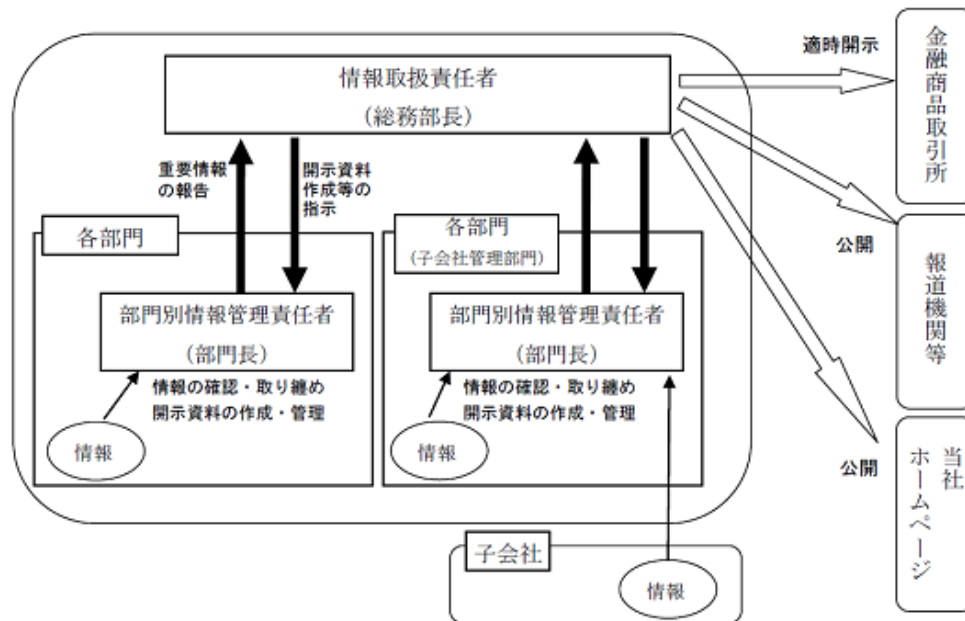 情報取扱責任者
(総務部長)
適時開示
金融商品取引所
重要情報
の報告
開示資料
作成等の
指示
各部門
各部門
(子会社管理部門)
公開
報道機関等
部門別情報管理責任者
(部門長)
部門別情報管理責任者
(部門長)
情報の確認・取り纏め
開示資料の作成・管理
情報の確認・取り纏め
開示資料の作成・管理
情報
情報
公開
当社
ホームページ
子会社
情報